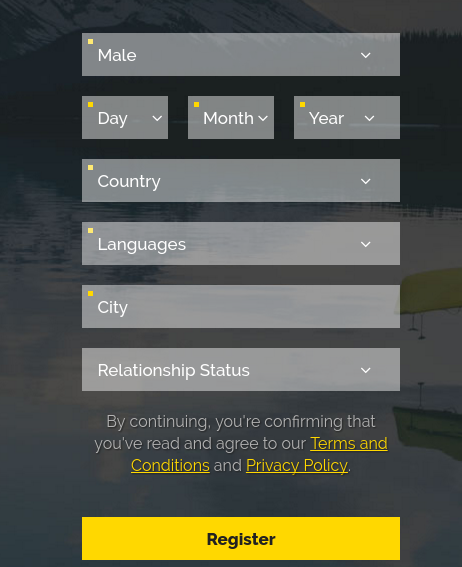 Male
Day Month Year
Country
Languages
City
Relationship Status
By continuing, you're confirming that
you've read and agree to our Terms and
Conditions and Privacy Policy.
Register